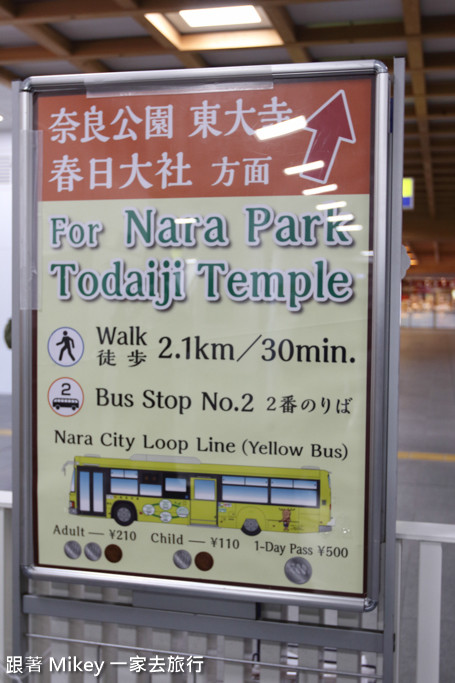 奈良公園 東大寺
春日大社 方面
For Nara Park
Todaiji Temple
Walk
徒歩 2.1km/30min.
2
Bus Stop No.2 2番のりば
Nara City Loop Line (Yellow Bus)
Adult — ¥210 Child — ¥110 1-Day Pass ¥500
跟著 Mikey 一家去旅行